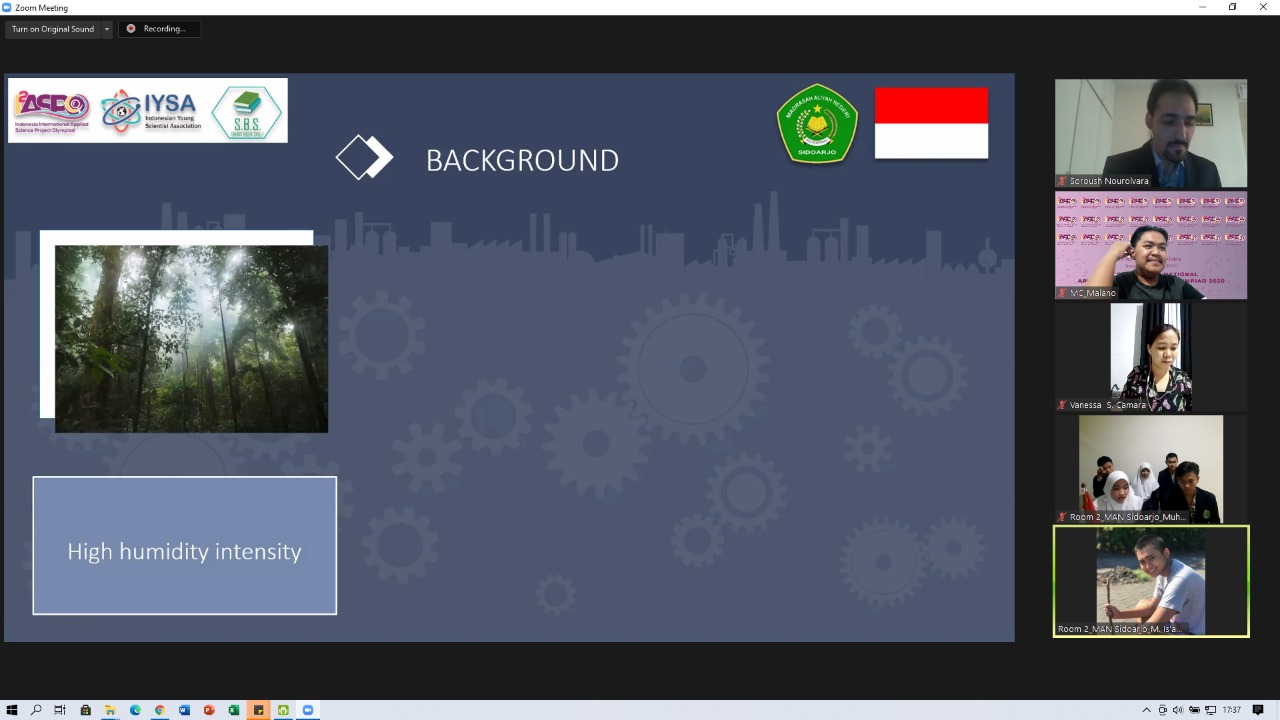 Zoom Meeting
Turn on Original Sound
Recording...
I²ASPO
Indonesia International Applied
Science Project Olympiad
IYSA
Indonesian Young
Scientist Association
S.B.S.
MADRASAH ALIYAH NEGERI
SIDOARJO
BACKGROUND
High humidity intensity
Soroush Nourolvara
MC_Malano
Vanessa S. Camara
Room 2_MAN Sidoarjo_Muh...
Room 2_MAN Sidoarjo_M. Is'a...
17:37